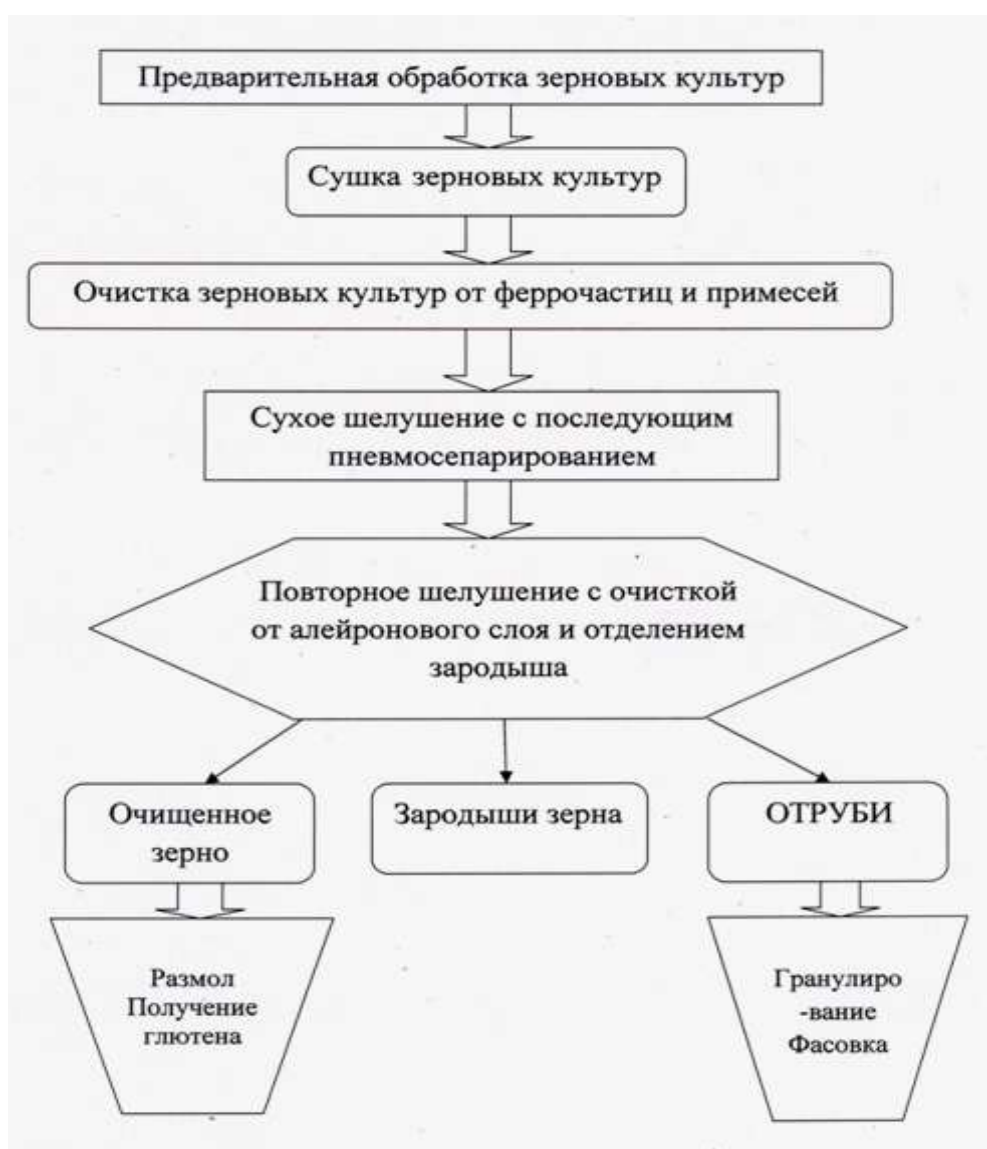 Предварительная обработка зерновых культур
Сушка зерновых культур
Очистка зерновых культур от феррочастиц и примесей
Сухое шелушение с последующим
пневмосепарированием
Повторное шелушение с очисткой
от алейронового слоя и отделением
зародыша
Очищенное
зерно
Зародыши зерна
ОТРУБИ
Размол
Получение
глютена
Гранулиро
-вание
Фасовка